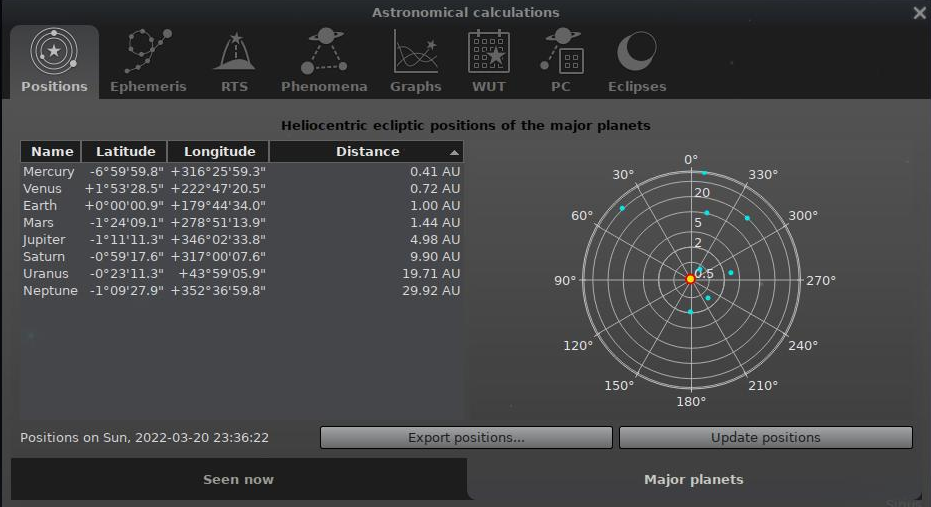 Astronomical calculations
Positions Ephemeris RTS Phenomena Graphs WUT PC Eclipses
Heliocentric ecliptic positions of the major planets
Name Latitude Longitude Distance
Mercury -6°59'59.8" +316°25'59.3" 0.41 AU
Venus +1°53'28.5" +222°47'20.5" 0.72 AU
Earth +0°00'00.9" +179°44'34.0" 1.00 AU
Mars -1°24'09.1" +278°51'13.9" 1.44 AU
Jupiter -1°11'11.3" +346°02'33.8" 4.98 AU
Saturn -0°59'17.6" +317°00'07.6" 9.90 AU
Uranus -0°23'11.3" +43°59'05.9" 19.71 AU
Neptune -1°09'27.9" +352°36'59.8" 29.92 AU
0°
30° 330°
20
60° 5 300°
2
90° 0.5 270°
120° 240°
150° 210°
180°
Positions on Sun, 2022-03-20 23:36:22 Export positions... Update positions
Seen now Major planets